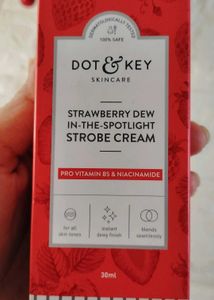 DERMATOLOGICALLY TESTED
100% SAFE
DOT & KEY
SKINCARE
STRAWBERRY DEW
IN-THE-SPOTLIGHT
STROBE CREAM
PRO VITAMIN B5 & NIACINAMIDE
for all
skin tones
instant
dewy finish
blends
seamlessly
30ml